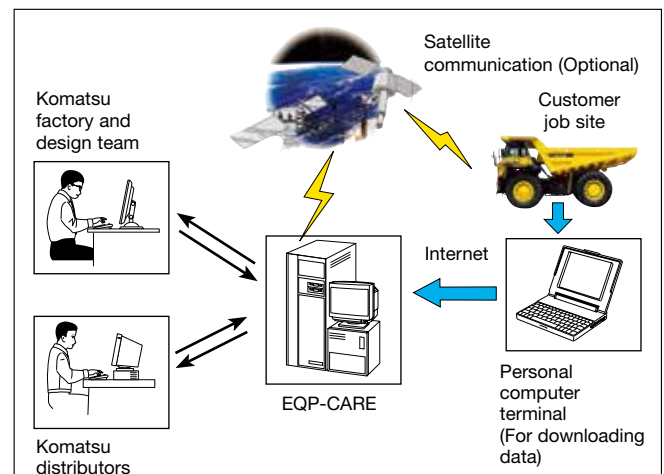 Satellite
communication (Optional)
Komatsu
factory and
design team
Customer
job site
Internet
EQP-CARE
Personal
computer
terminal
(For downloading
data)
Komatsu
distributors